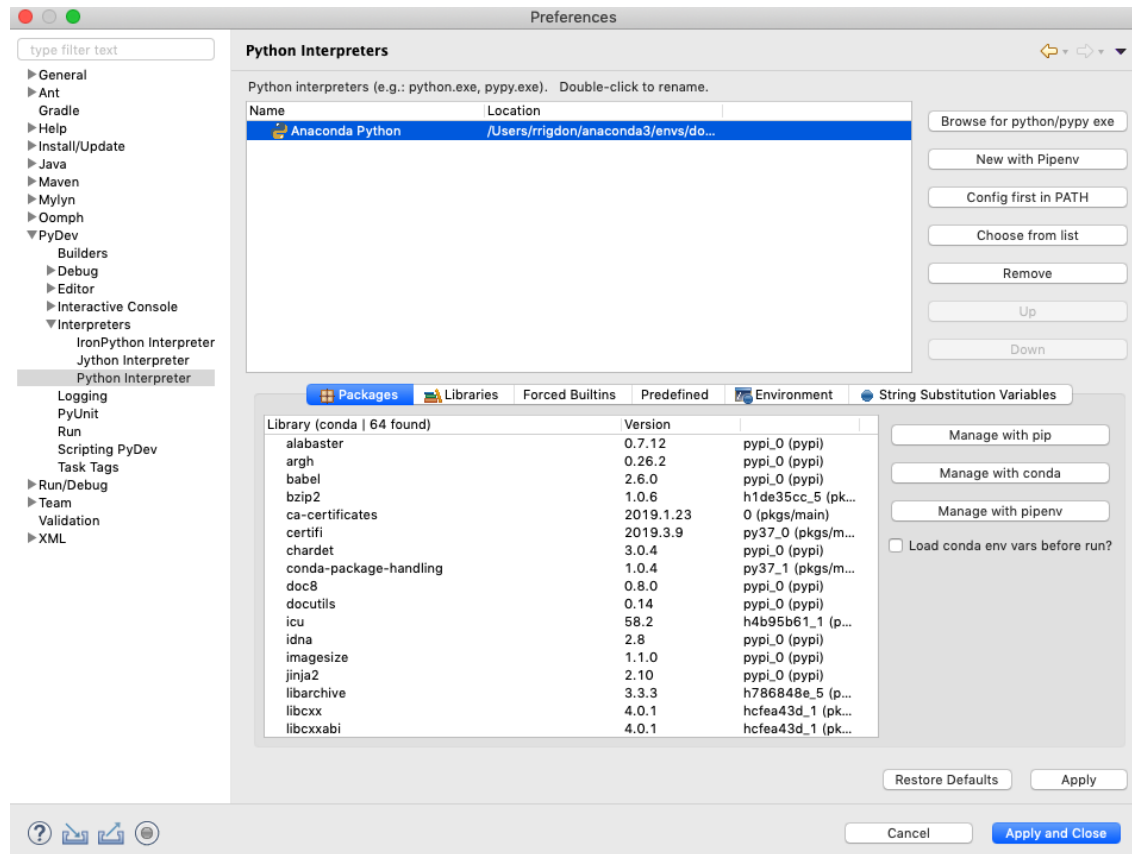 Preferences
type filter text
General
Ant
Gradle
Help
Install/Update
Java
Maven
Mylyn
Oomph
PyDev
Builders
Debug
Editor
Interactive Console
Interpreters
IronPython Interpreter
Jython Interpreter
Python Interpreter
Logging
PyUnit
Run
Scripting PyDev
Task Tags
Run/Debug
Team
Validation
XML
Python Interpreters
Python interpreters (e.g.: python.exe, pypy.exe).   Double-click to rename.
Name Location
Anaconda Python /Users/rrigdon/anaconda3/envs/do...
Browse for python/pypy exe
New with Pipenv
Config first in PATH
Choose from list
Remove
Up
Down
Packages Libraries Forced Builtins Predefined Environment String Substitution Variables
Library (conda | 64 found) Version
alabaster 0.7.12 pypi_0 (pypi)
argh 0.26.2 pypi_0 (pypi)
babel 2.6.0 pypi_0 (pypi)
bzip2 1.0.6 h1de35cc_5 (pk...
ca-certificates 2019.1.23 0 (pkgs/main)
certifi 2019.3.9 py37_0 (pkgs/m...
chardet 3.0.4 pypi_0 (pypi)
conda-package-handling 1.0.4 py37_1 (pkgs/m...
doc8 0.8.0 pypi_0 (pypi)
docutils 0.14 pypi_0 (pypi)
icu 58.2 h4b95b61_1 (p...
idna 2.8 pypi_0 (pypi)
imagesize 1.1.0 pypi_0 (pypi)
jinja2 2.10 pypi_0 (pypi)
libarchive 3.3.3 h786848e_5 (p...
libcxx 4.0.1 hcfea43d_1 (pk...
libcxxabi 4.0.1 hcfea43d_1 (pk...
Manage with pip
Manage with conda
Manage with pipenv
Load conda env vars before run?
Restore Defaults Apply
? Cancel Apply and Close